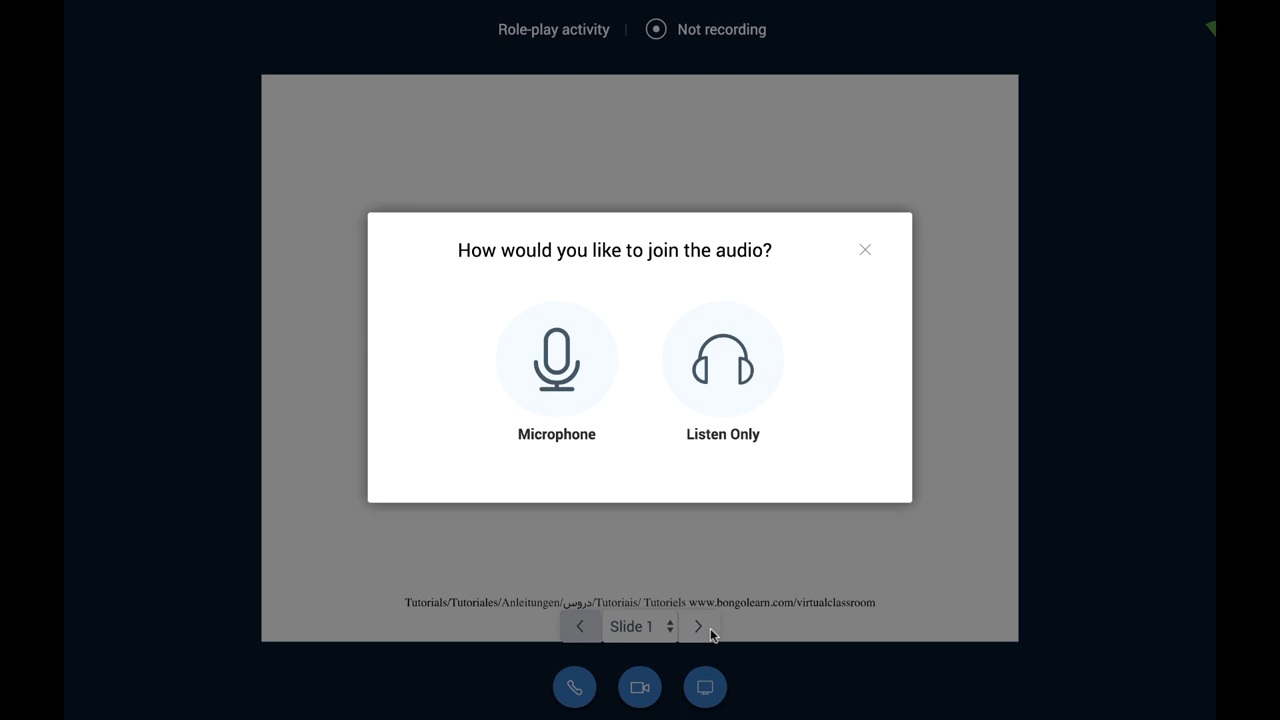 Role-play activity | Not recording
How would you like to join the audio?
Microphone Listen Only
Tutorials/Tutoriales/Anleitungen/دروس/Tutoriais/ Tutoriels www.bongolearn.com/virtualclassroom
Slide 1